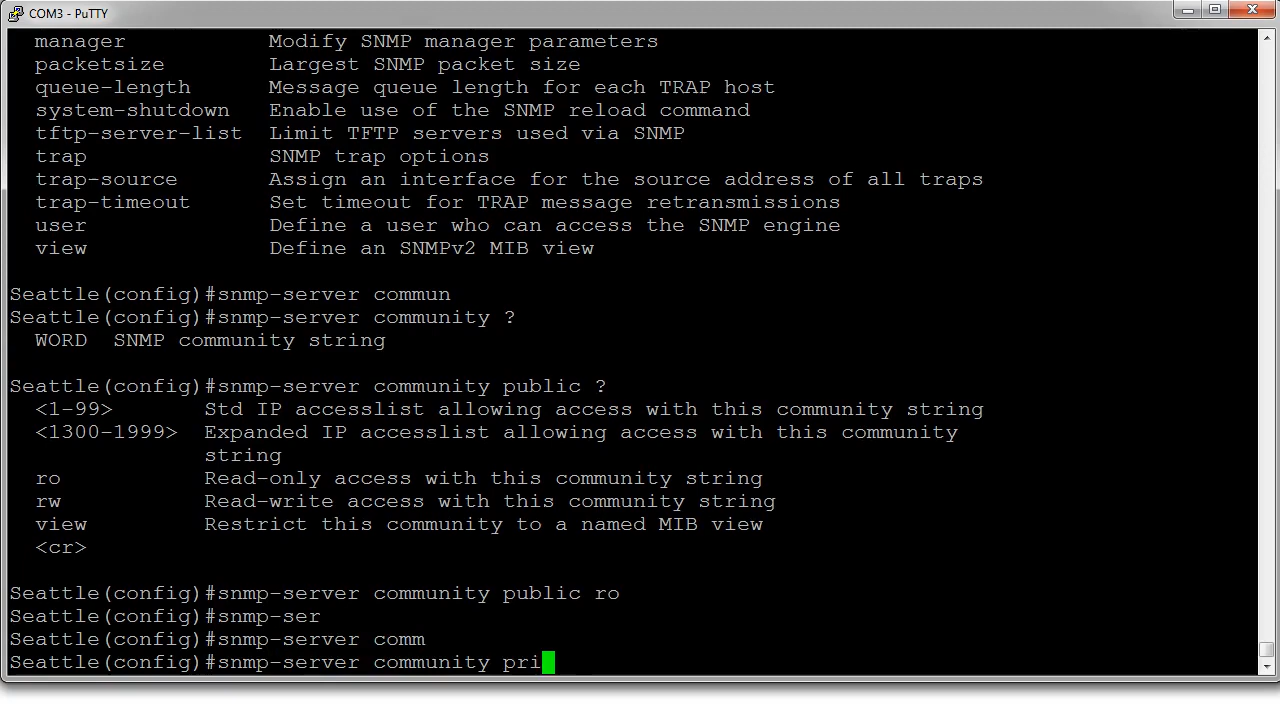 COM3 - PuTTY
manager Modify SNMP manager parameters
packetsize Largest SNMP packet size
queue-length Message queue length for each TRAP host
system-shutdown Enable use of the SNMP reload command
tftp-server-list Limit TFTP servers used via SNMP
trap SNMP trap options
trap-source Assign an interface for the source address of all traps
trap-timeout Set timeout for TRAP message retransmissions
user Define a user who can access the SNMP engine
view Define an SNMPv2 MIB view
Seattle(config)#snmp-server commun
Seattle(config)#snmp-server community ?
WORD SNMP community string
Seattle(config)#snmp-server community public ?
<1-99> Std IP accesslist allowing access with this community string
<1300-1999> Expanded IP accesslist allowing access with this community
string
ro Read-only access with this community string
rw Read-write access with this community string
view Restrict this community to a named MIB view
<cr>
Seattle(config)#snmp-server community public ro
Seattle(config)#snmp-ser
Seattle(config)#snmp-server comm
Seattle(config)#snmp-server community pri